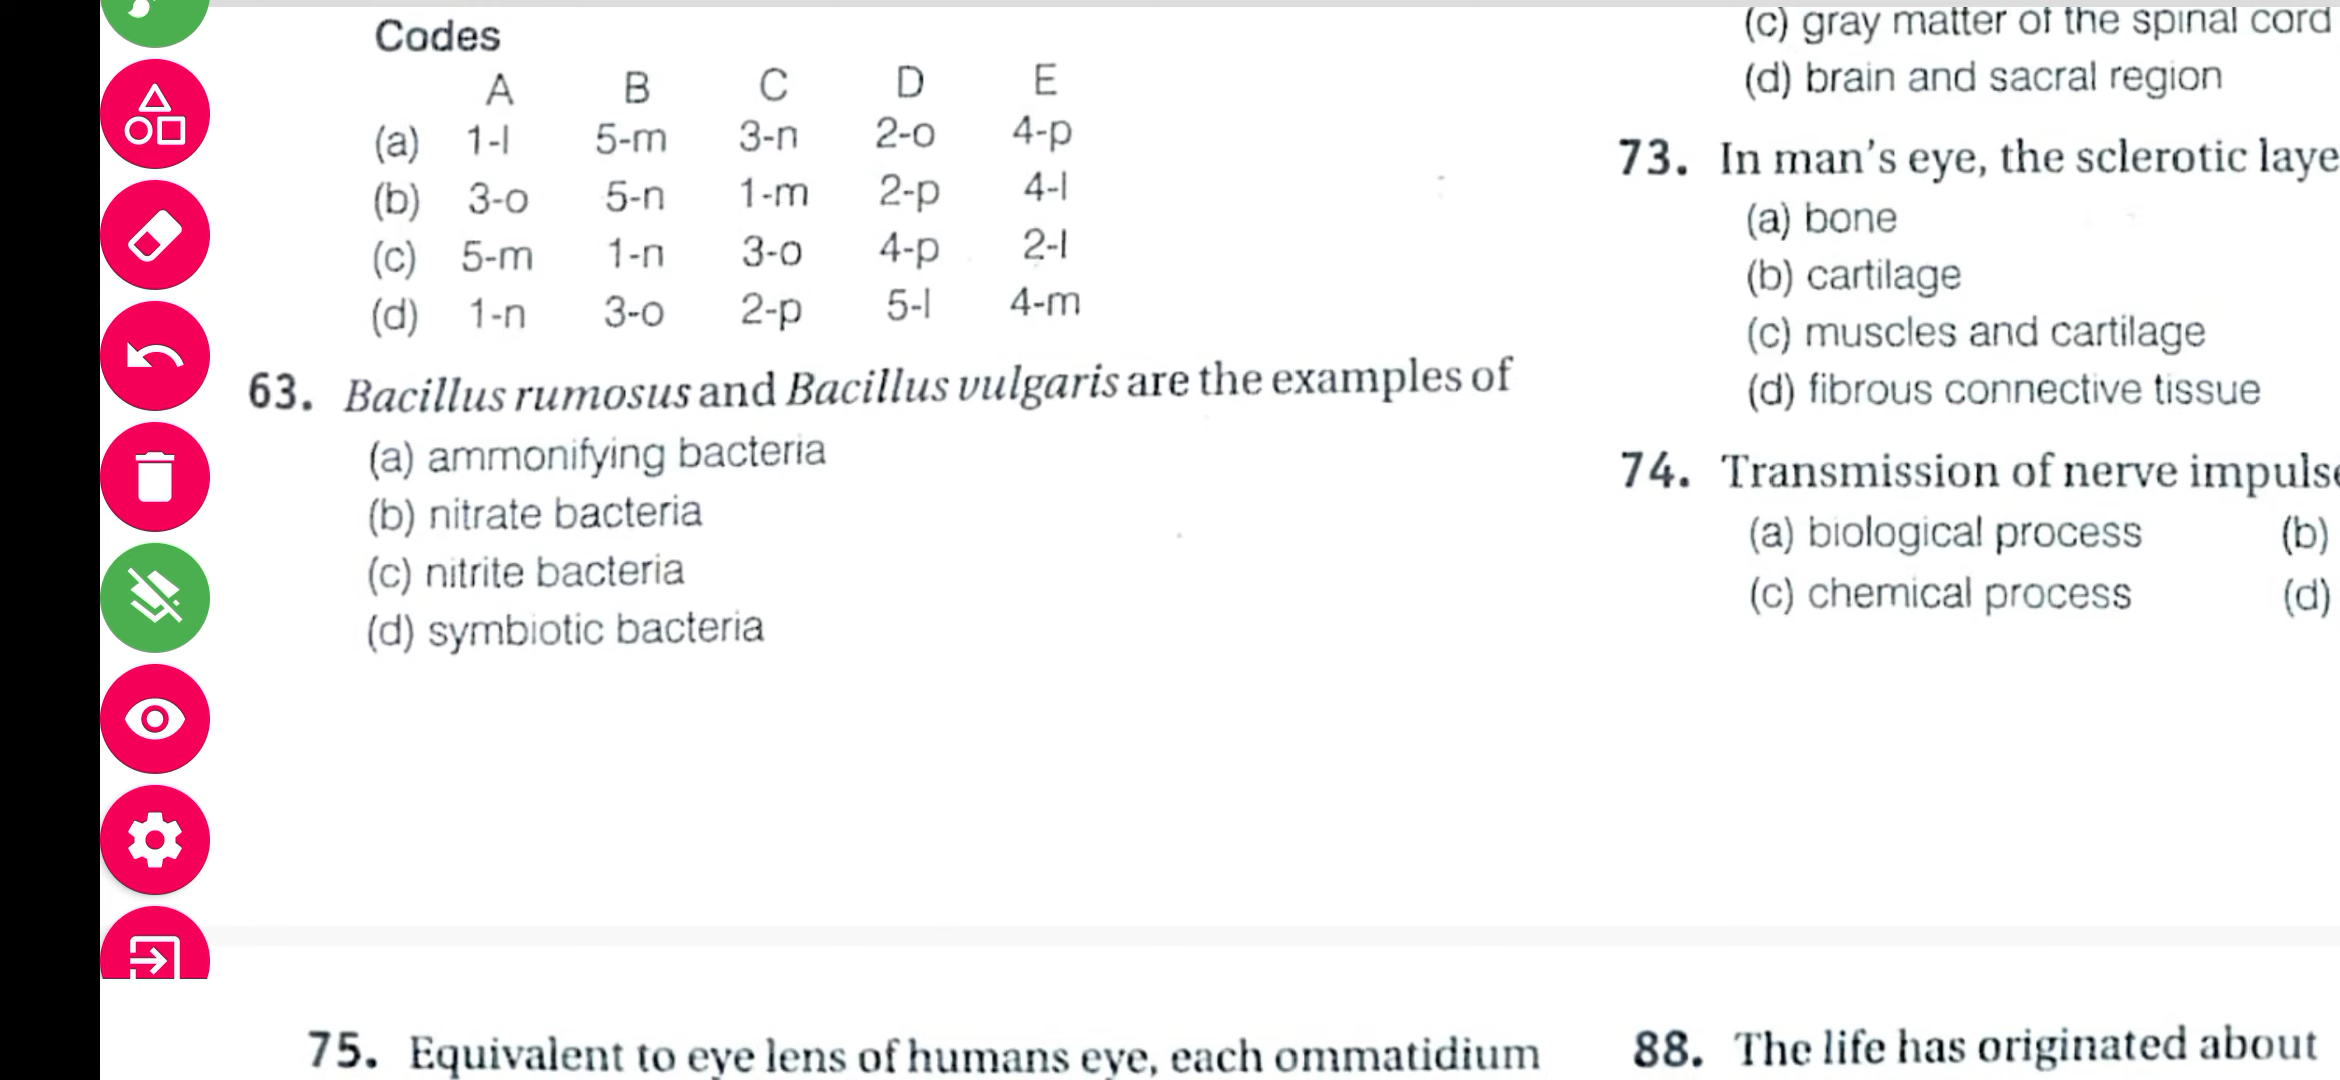 Codes
A B C D E
(a) 1-l 5-m 3-n 2-o 4-p
(b) 3-o 5-n 1-m 2-p 4-l
(c) 5-m 1-n 3-o 4-p 2-l
(d) 1-n 3-o 2-p 5-l 4-m
63. Bacillus rumosus and Bacillus vulgaris are the examples of
(a) ammonifying bacteria
(b) nitrate bacteria
(c) nitrite bacteria
(d) symbiotic bacteria
(c) gray matter of the spinal cord
(d) brain and sacral region
73. In man's eye, the sclerotic laye
(a) bone
(b) cartilage
(c) muscles and cartilage
(d) fibrous connective tissue
74. Transmission of nerve impulse
(a) biological process (b)
(c) chemical process (d)
75. Equivalent to eye lens of humans eye, each ommatidium
88. The life has originated about